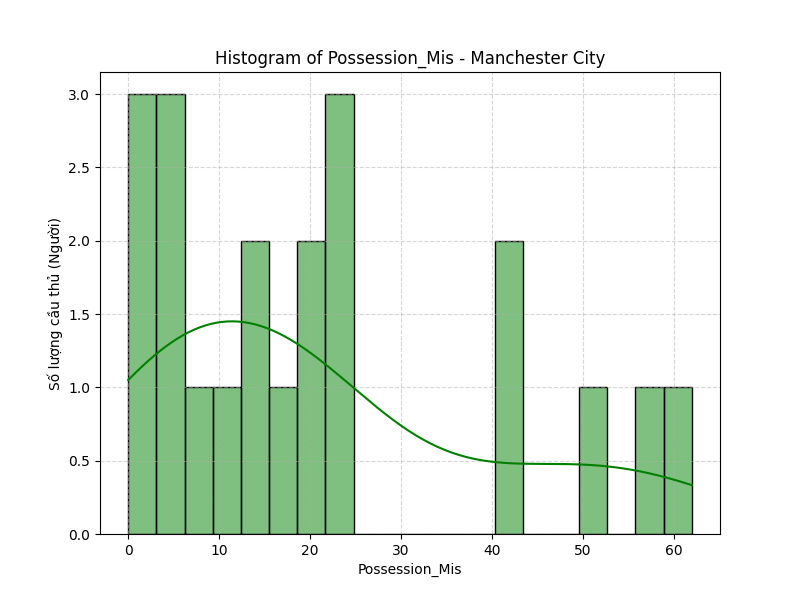 Histogram of Possession_Mis - Manchester City
3.0
2.5
2.0
1.5
1.0
0.5
0.0
Số lượng cầu thủ (Người)
0 10 20 30 40 50 60
Possession_Mis